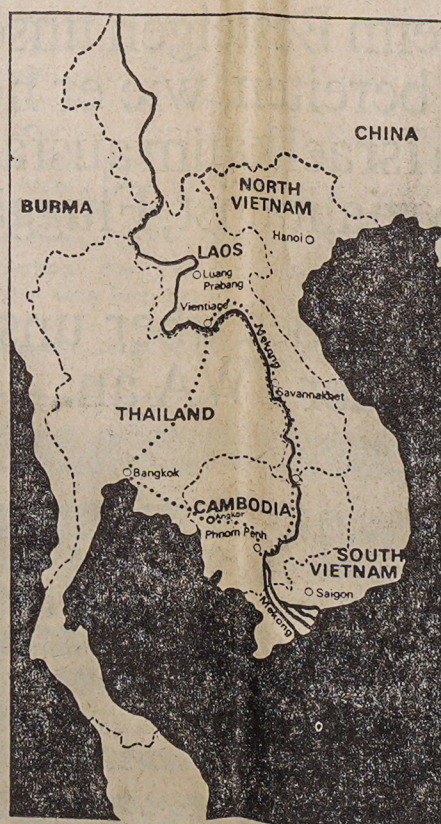 CHINA
BURMA
NORTH
VIETNAM
Hanoi
LAOS
Luang
Prabang
Vientiane
Mekong
Savannakhet
THAILAND
Bangkok
CAMBODIA
Angkor
Phnom Penh
SOUTH
VIETNAM
Saigon
Mekong